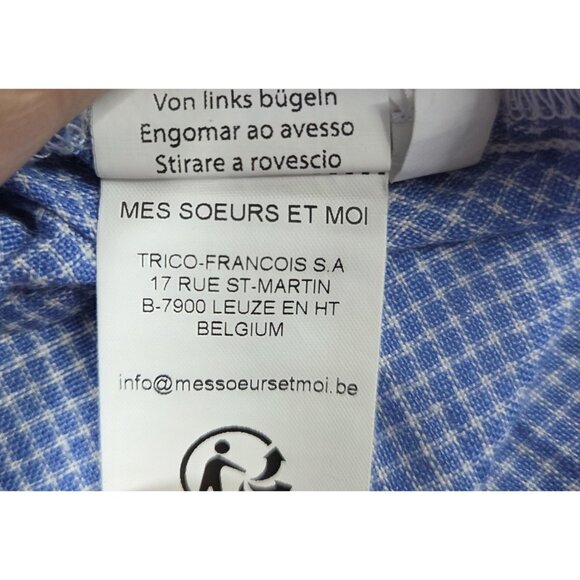 Von links bügeln
Engomar ao avesso
Stirare a rovescio
MES SOEURS ET MOI
TRICO-FRANCOIS S.A
17 RUE ST-MARTIN
B-7900 LEUZE EN HT
BELGIUM
info@messoeursetmoi.be